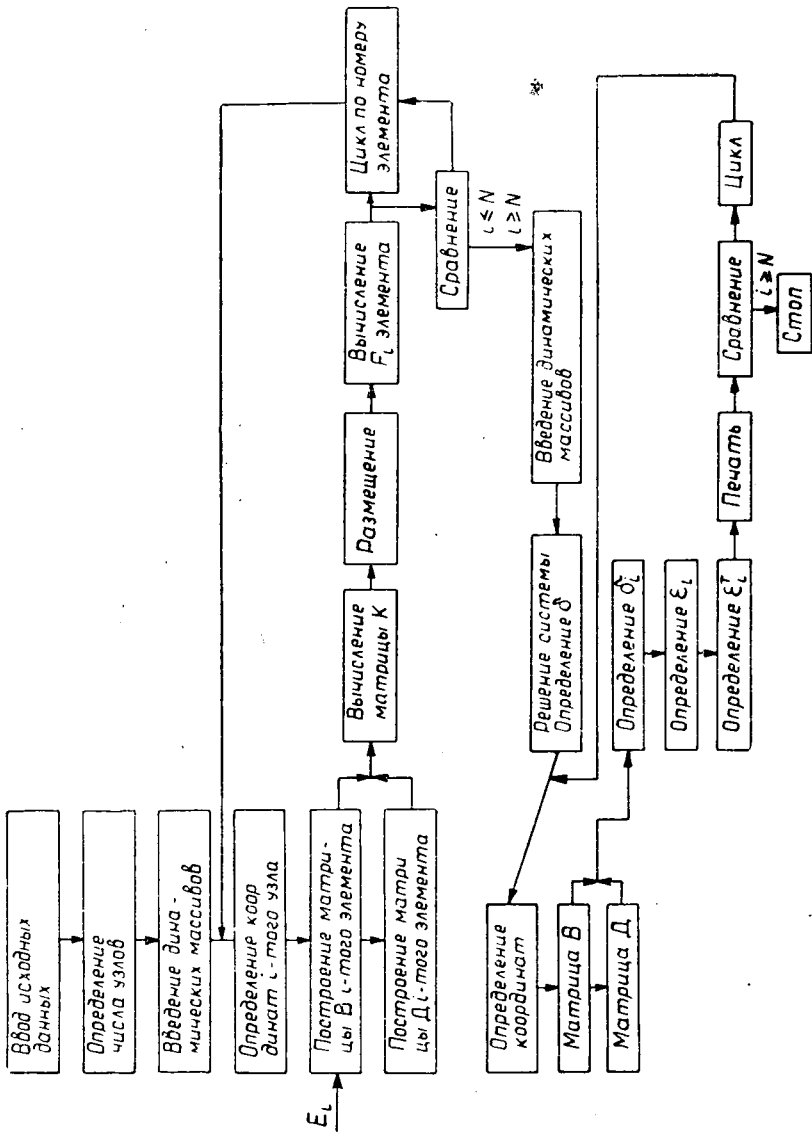 Ввод исходных
данных
Определение
числа узлов
Введение дина-
мических массивов
Определение коор
динат i-того узла
E_i
Построение матри-
цы B i-того элемента
Построение матри
цы Д i-того элемента
Вычисление
матрицы К
Размещение
Вычисление
F_i элемента
Цикл по номеру
элемента
Сравнение
i ≤ N
i ≥ N
Введение динамических
массивов
Решение системы
Определение δ
Определение
координат
Матрица В
Матрица Д
Определение δ_i
Определение ε_i
Определение
Печать
Сравнение
Цикл
i ≥ N
Стоп